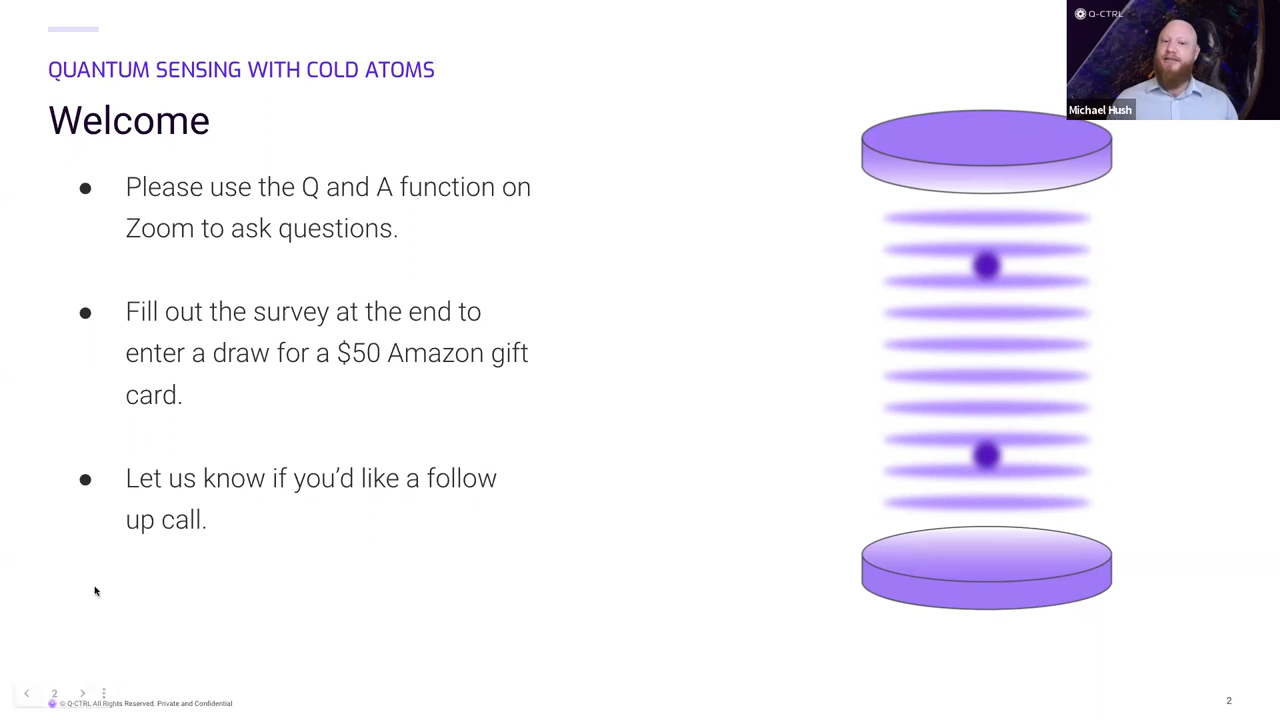 QUANTUM SENSING WITH COLD ATOMS
Welcome
● Please use the Q and A function on
Zoom to ask questions.
● Fill out the survey at the end to
enter a draw for a $50 Amazon gift
card.
● Let us know if you’d like a follow
up call.
Q-CTRL
Michael Hush
2
© Q-CTRL All Rights Reserved. Private and Confidential
2